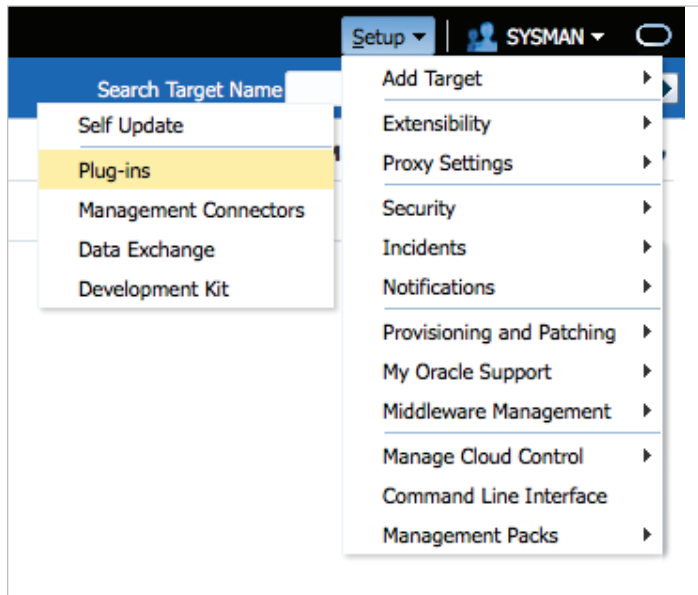 Setup SYSMAN
Search Target Name
Self Update
Plug-ins
Management Connectors
Data Exchange
Development Kit
Add Target
Extensibility
Proxy Settings
Security
Incidents
Notifications
Provisioning and Patching
My Oracle Support
Middleware Management
Manage Cloud Control
Command Line Interface
Management Packs